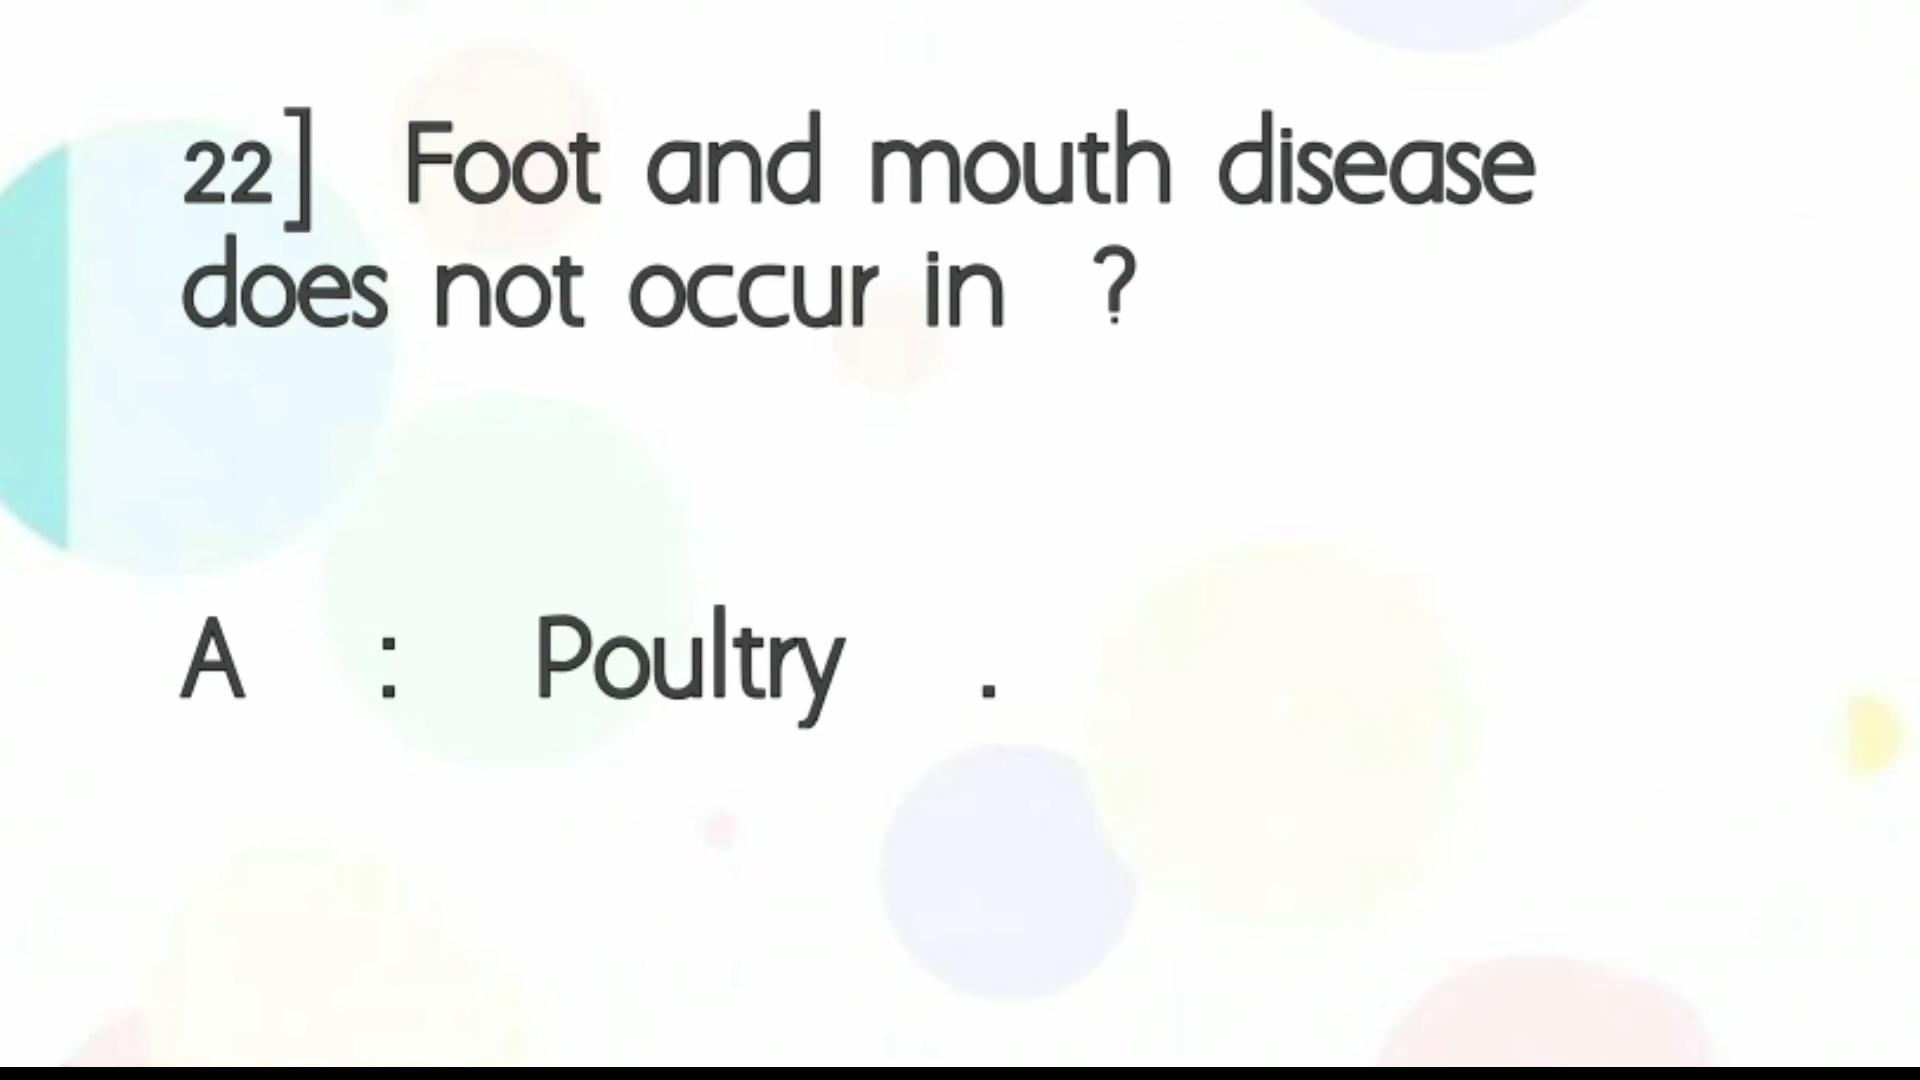 22] Foot and mouth disease
does not occur in ?
A : Poultry .